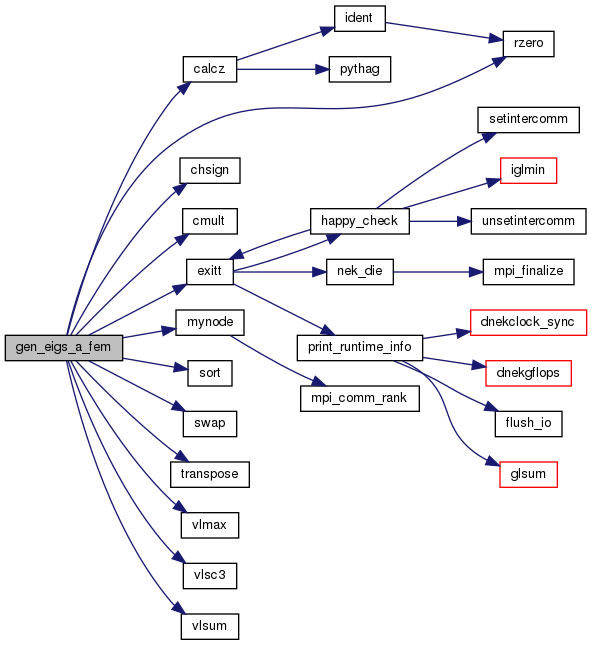 ident
rzero
calcz
pythag
setintercomm
chsign
iglmin
cmult
happy_check
unsetintercomm
exitt
nek_die
mpi_finalize
mynode
dnekclock_sync
gen_eigs_a_fem
print_runtime_info
sort
dnekgflops
mpi_comm_rank
swap
flush_io
transpose
glsum
vlmax
vlsc3
vlsum